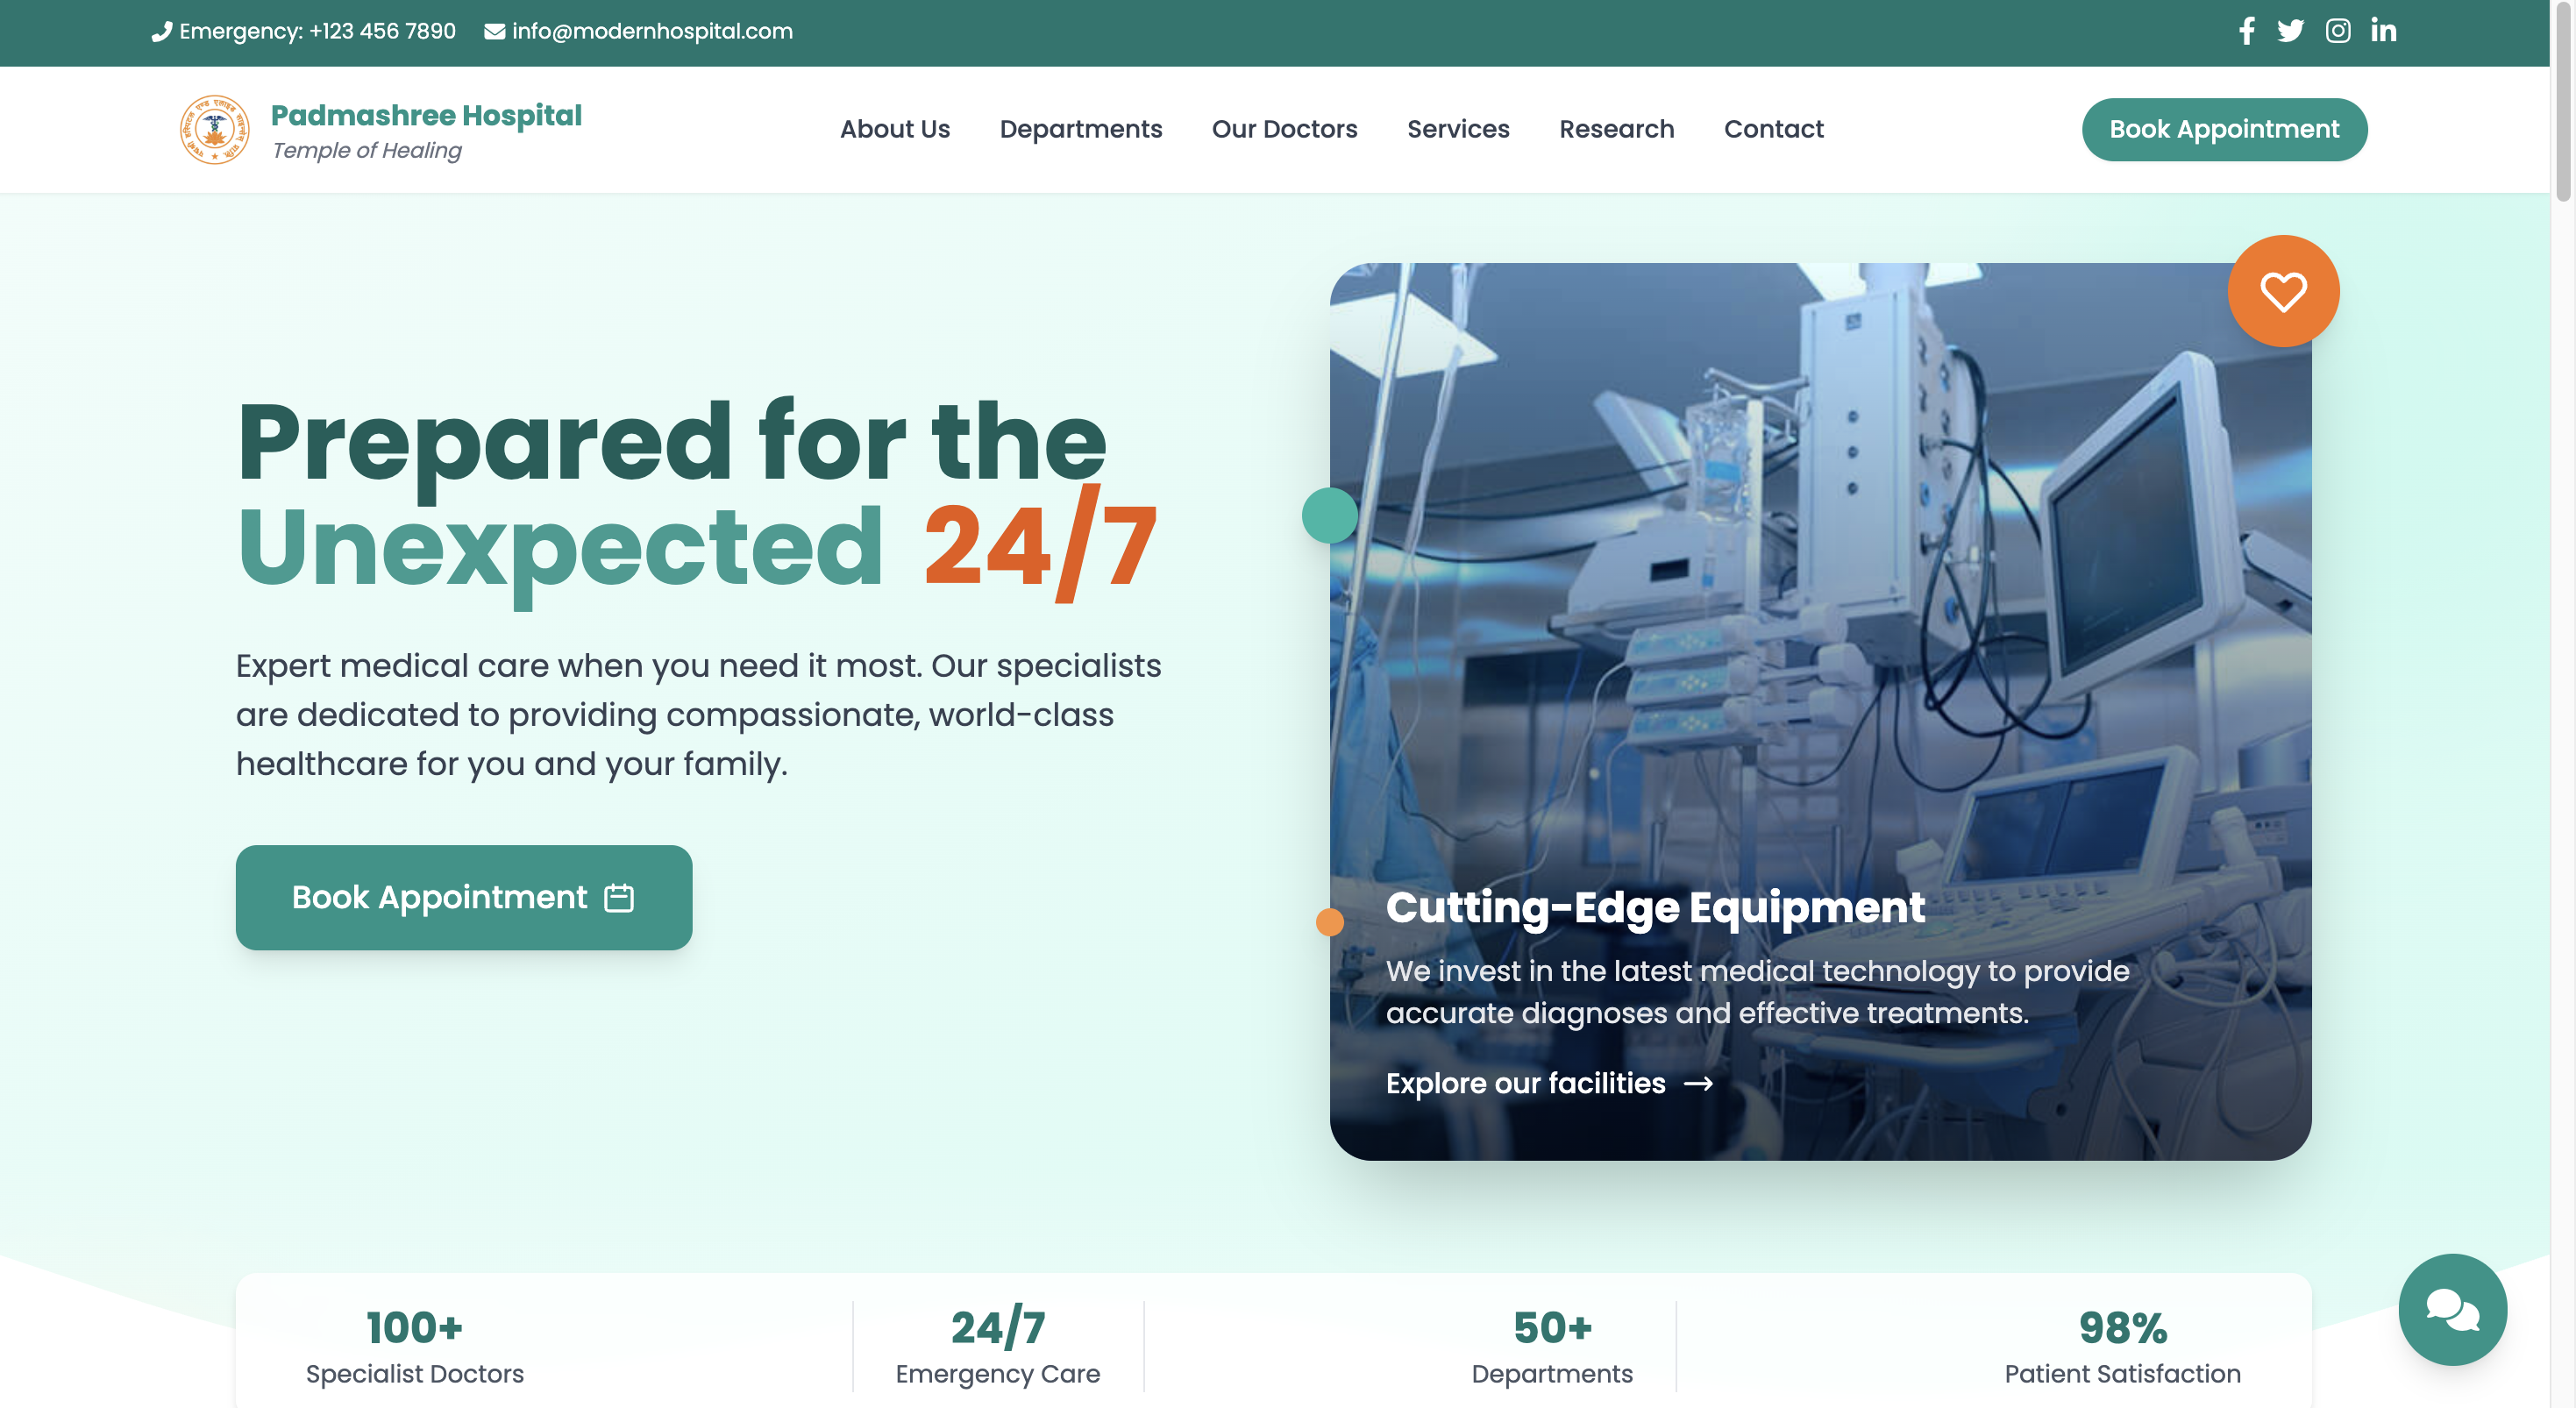 Emergency: +123 456 7890
info@modernhospital.com
Padmashree Hospital
Temple of Healing
About Us
Departments
Our Doctors
Services
Research
Contact
Book Appointment
Prepared for the
Unexpected 24/7
Expert medical care when you need it most. Our specialists
are dedicated to providing compassionate, world-class
healthcare for you and your family.
Book Appointment
Cutting-Edge Equipment
We invest in the latest medical technology to provide
accurate diagnoses and effective treatments.
Explore our facilities
100+
Specialist Doctors
24/7
Emergency Care
50+
Departments
98%
Patient Satisfaction